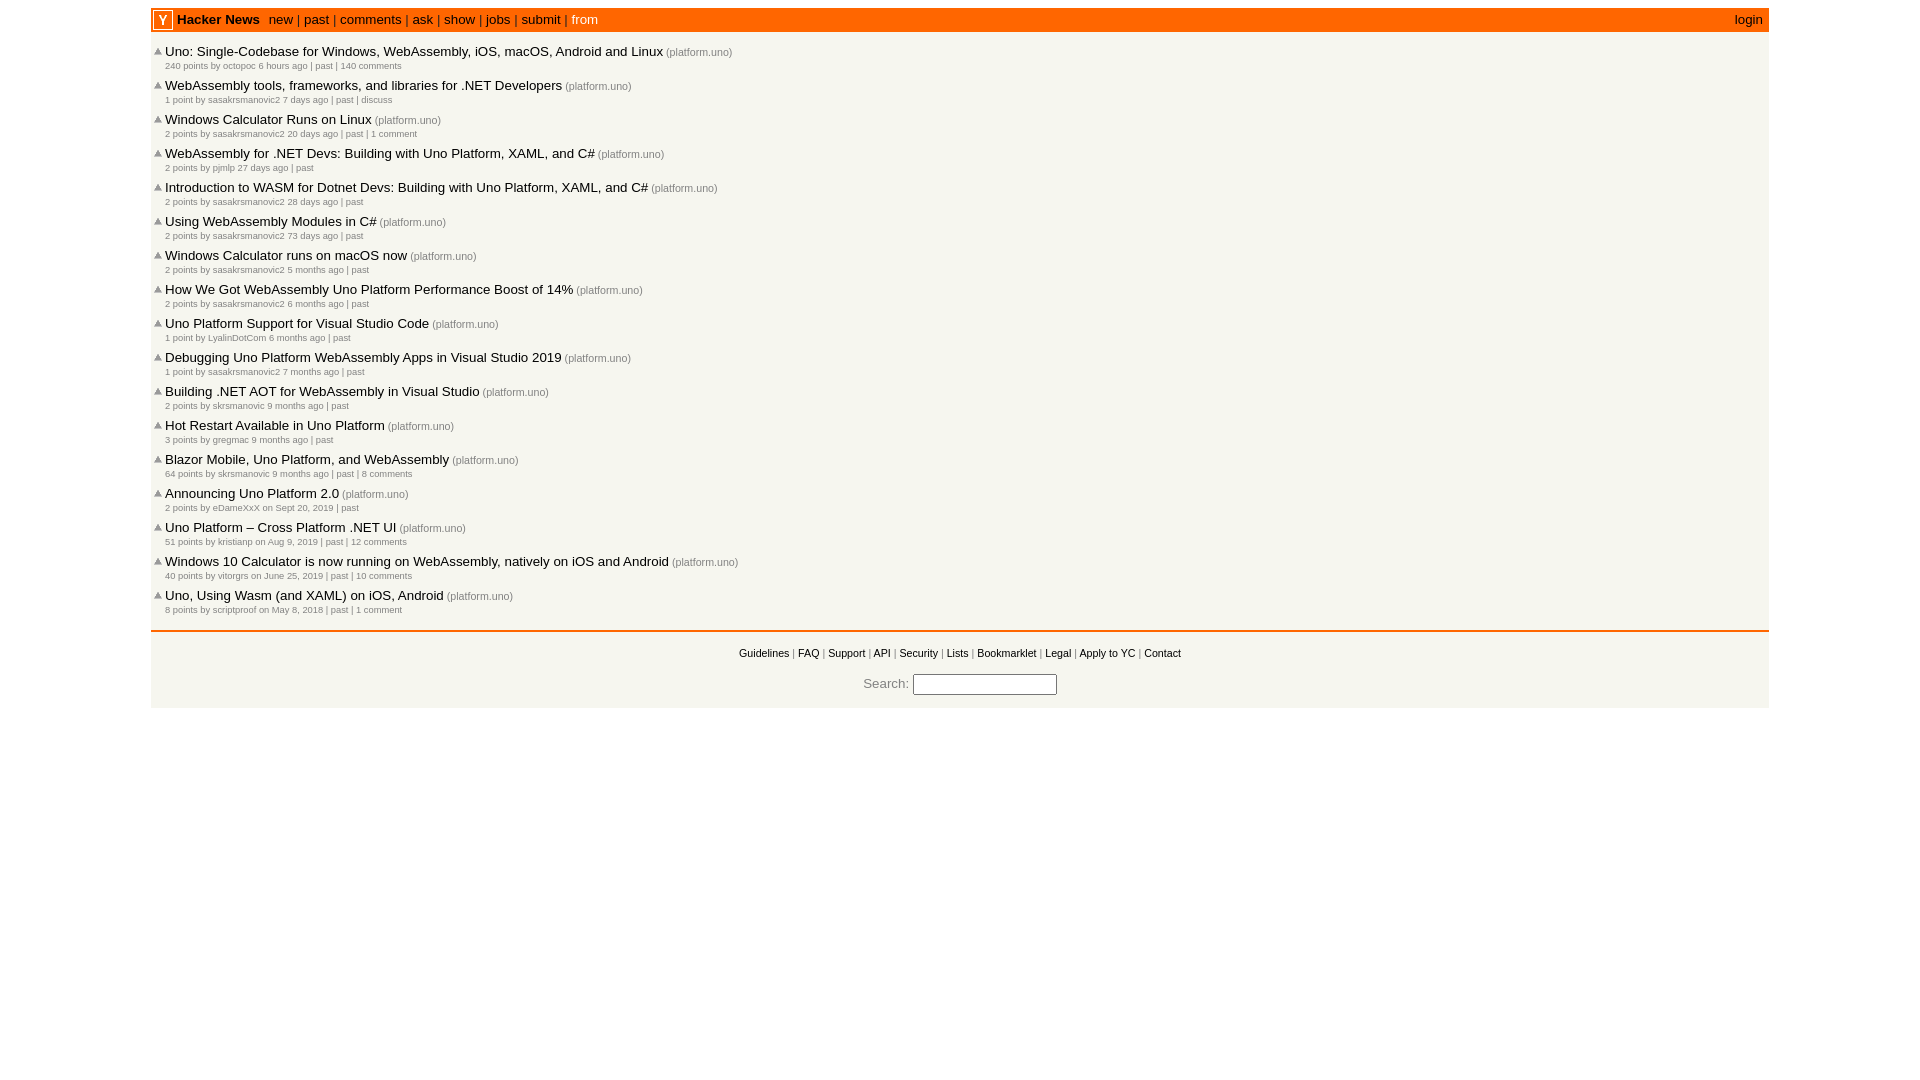 Y Hacker News new | past | comments | ask | show | jobs | submit | from login
Uno: Single-Codebase for Windows, WebAssembly, iOS, macOS, Android and Linux (platform.uno)
240 points by octopoc 6 hours ago | past | 140 comments
WebAssembly tools, frameworks, and libraries for .NET Developers (platform.uno)
1 point by sasakrsmanovic2 7 days ago | past | discuss
Windows Calculator Runs on Linux (platform.uno)
2 points by sasakrsmanovic2 20 days ago | past | 1 comment
WebAssembly for .NET Devs: Building with Uno Platform, XAML, and C# (platform.uno)
2 points by pjmlp 27 days ago | past
Introduction to WASM for Dotnet Devs: Building with Uno Platform, XAML, and C# (platform.uno)
2 points by sasakrsmanovic2 28 days ago | past
Using WebAssembly Modules in C# (platform.uno)
2 points by sasakrsmanovic2 73 days ago | past
Windows Calculator runs on macOS now (platform.uno)
2 points by sasakrsmanovic2 5 months ago | past
How We Got WebAssembly Uno Platform Performance Boost of 14% (platform.uno)
2 points by sasakrsmanovic2 6 months ago | past
Uno Platform Support for Visual Studio Code (platform.uno)
1 point by LyalinDotCom 6 months ago | past
Debugging Uno Platform WebAssembly Apps in Visual Studio 2019 (platform.uno)
1 point by sasakrsmanovic2 7 months ago | past
Building .NET AOT for WebAssembly in Visual Studio (platform.uno)
2 points by skrsmanovic 9 months ago | past
Hot Restart Available in Uno Platform (platform.uno)
3 points by gregmac 9 months ago | past
Blazor Mobile, Uno Platform, and WebAssembly (platform.uno)
64 points by skrsmanovic 9 months ago | past | 8 comments
Announcing Uno Platform 2.0 (platform.uno)
2 points by eDameXxX on Sept 20, 2019 | past
Uno Platform – Cross Platform .NET UI (platform.uno)
51 points by kristianp on Aug 9, 2019 | past | 12 comments
Windows 10 Calculator is now running on WebAssembly, natively on iOS and Android (platform.uno)
40 points by vitorgrs on June 25, 2019 | past | 10 comments
Uno, Using Wasm (and XAML) on iOS, Android (platform.uno)
8 points by scriptproof on May 8, 2018 | past | 1 comment
Guidelines | FAQ | Support | API | Security | Lists | Bookmarklet | Legal | Apply to YC | Contact
Search: